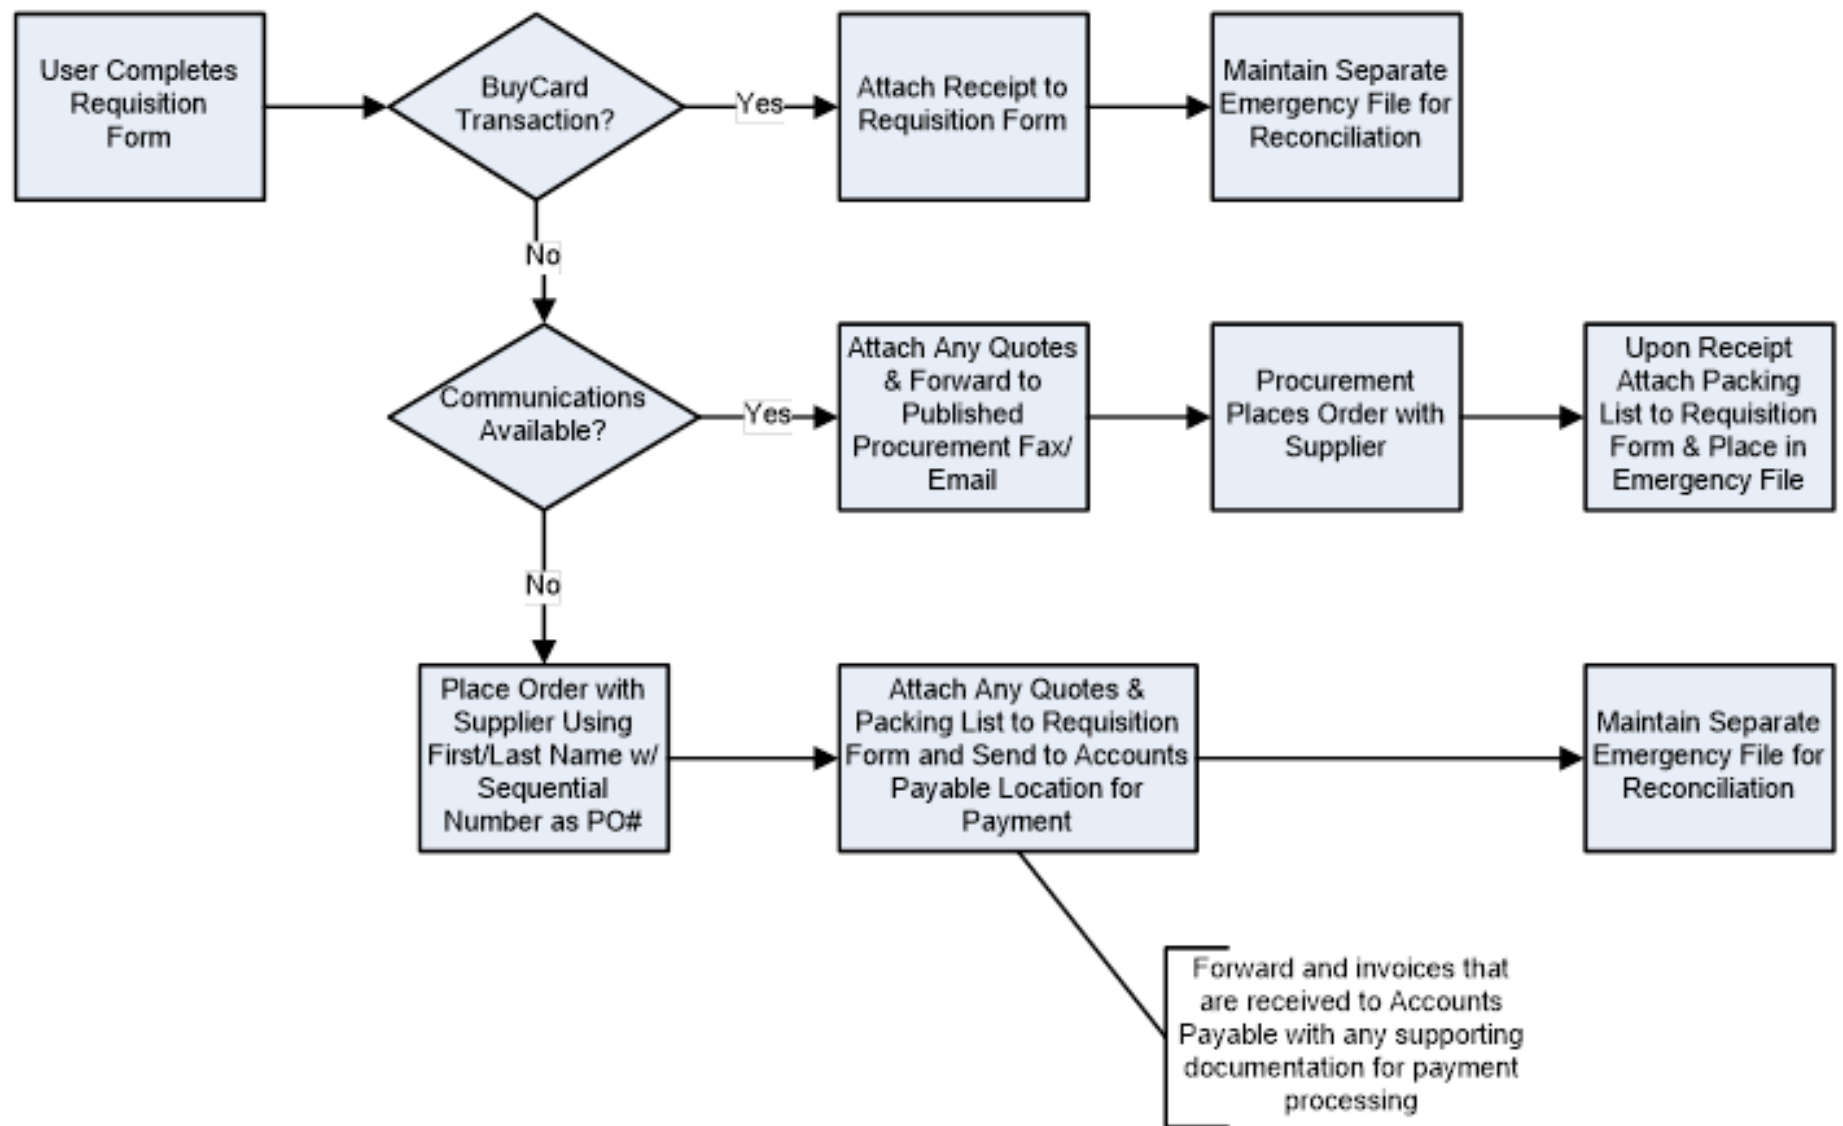 User Completes
Requisition
Form
BuyCard
Transaction?
Yes
Attach Receipt to
Requisition Form
Maintain Separate
Emergency File for
Reconciliation
No
Communications
Available?
Yes
Attach Any Quotes
& Forward to
Published
Procurement Fax/
Email
Procurement
Places Order with
Supplier
Upon Receipt
Attach Packing
List to Requisition
Form & Place in
Emergency File
No
Place Order with
Supplier Using
First/Last Name w/
Sequential
Number as PO#
Attach Any Quotes &
Packing List to Requisition
Form and Send to Accounts
Payable Location for
Payment
Maintain Separate
Emergency File for
Reconciliation
Forward and invoices that
are received to Accounts
Payable with any supporting
documentation for payment
processing